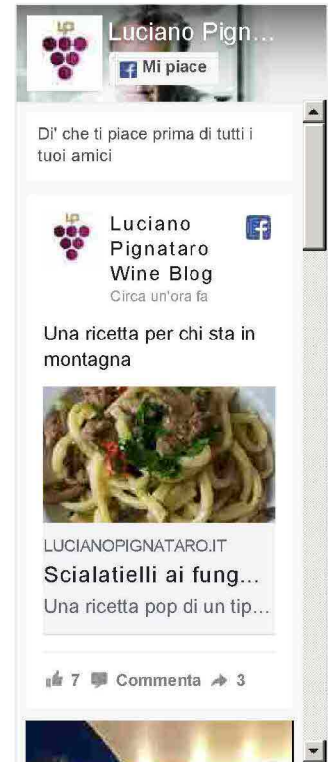 LP
Luciano Pign...
Mi piace
Di' che ti piace prima di tutti i
tuoi amici
LP
Luciano
Pignataro
Wine Blog
Circa un'ora fa
Una ricetta per chi sta in
montagna
LUCIANOPIGNATARO.IT
Scialatielli ai fung...
Una ricetta pop di un tip...
7 Commenta 3